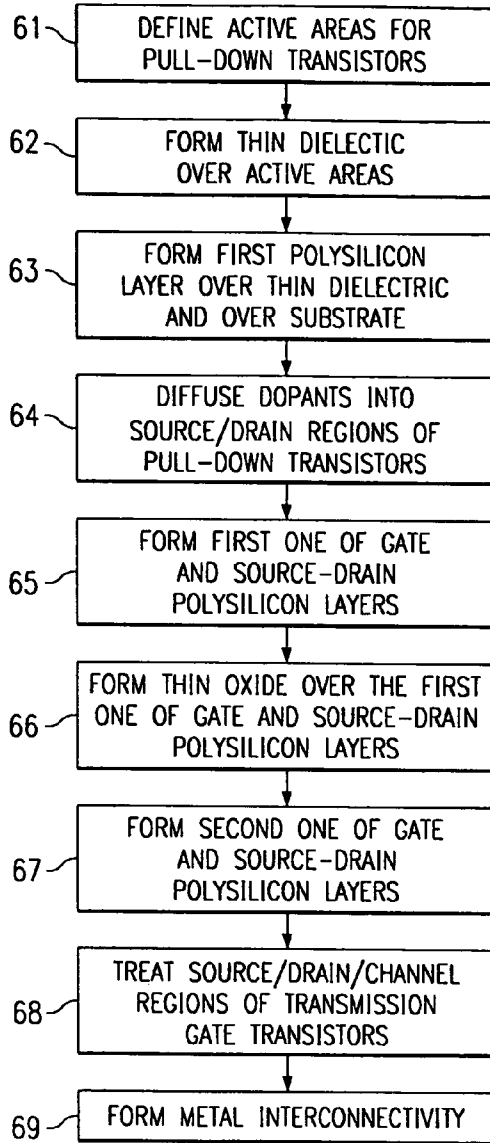 61
DEFINE ACTIVE AREAS FOR
PULL-DOWN TRANSISTORS
62
FORM THIN DIELECTIC
OVER ACTIVE AREAS
63
FORM FIRST POLYSILICON
LAYER OVER THIN DIELECTRIC
AND OVER SUBSTRATE
64
DIFFUSE DOPANTS INTO
SOURCE/DRAIN REGIONS OF
PULL-DOWN TRANSISTORS
65
FORM FIRST ONE OF GATE
AND SOURCE-DRAIN
POLYSILICON LAYERS
66
FORM THIN OXIDE OVER THE FIRST
ONE OF GATE AND SOURCE-DRAIN
POLYSILICON LAYERS
67
FORM SECOND ONE OF GATE
AND SOURCE-DRAIN
POLYSILICON LAYERS
68
TREAT SOURCE/DRAIN/CHANNEL
REGIONS OF TRANSMISSION
GATE TRANSISTORS
69
FORM METAL INTERCONNECTIVITY